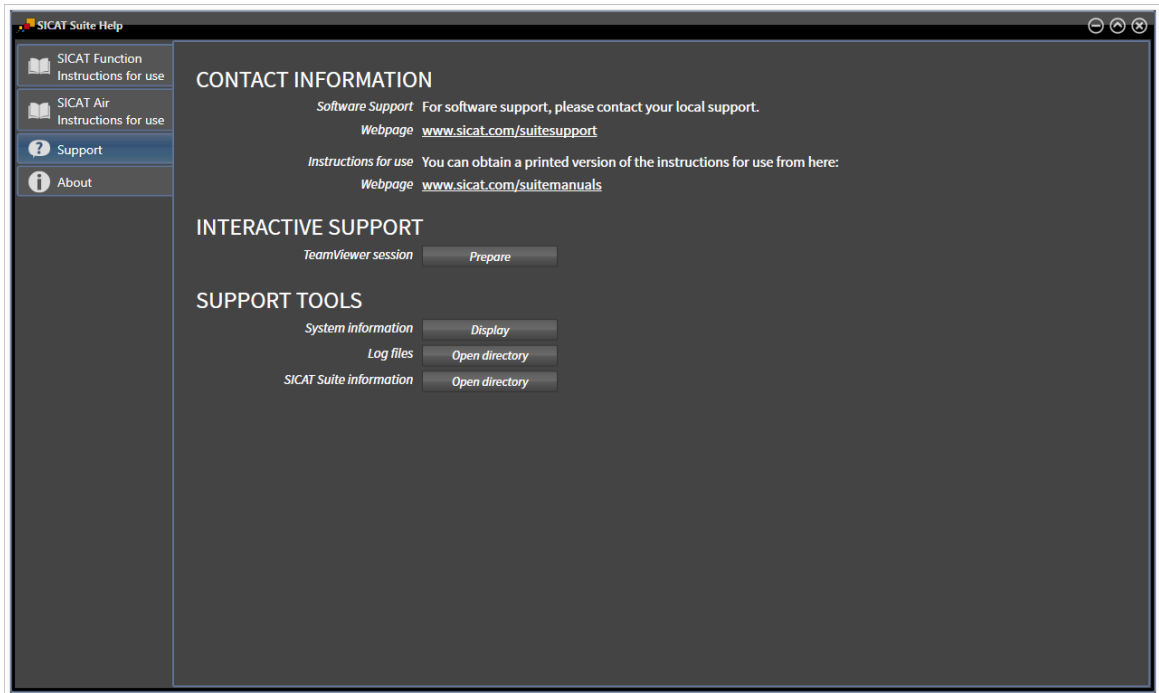 SICAT Suite Help
SICAT Function
Instructions for use
SICAT Air
Instructions for use
Support
About
CONTACT INFORMATION
Software Support For software support, please contact your local support.
Webpage www.sicat.com/suitesupport
Instructions for use You can obtain a printed version of the instructions for use from here:
Webpage www.sicat.com/suitemanuals
INTERACTIVE SUPPORT
TeamViewer session Prepare
SUPPORT TOOLS
System information Display
Log files Open directory
SICAT Suite information Open directory